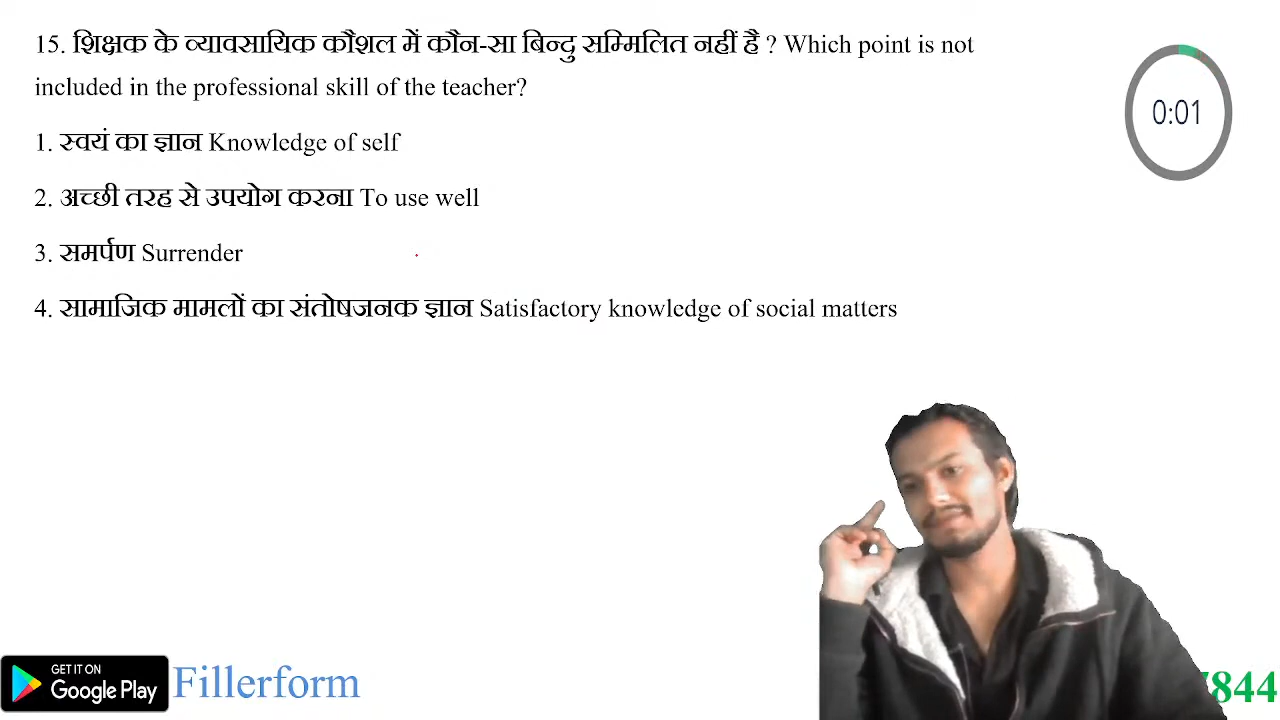 15. शिक्षक के व्यावसायिक कौशल में कौन-सा बिन्दु सम्मिलित नहीं है ? Which point is not
included in the professional skill of the teacher?
0:01
1. स्वयं का ज्ञान Knowledge of self
2. अच्छी तरह से उपयोग करना To use well
3. समर्पण Surrender
4. सामाजिक मामलों का संतोषजनक ज्ञान Satisfactory knowledge of social matters
GET IT ON
Google Play
Fillerform
844